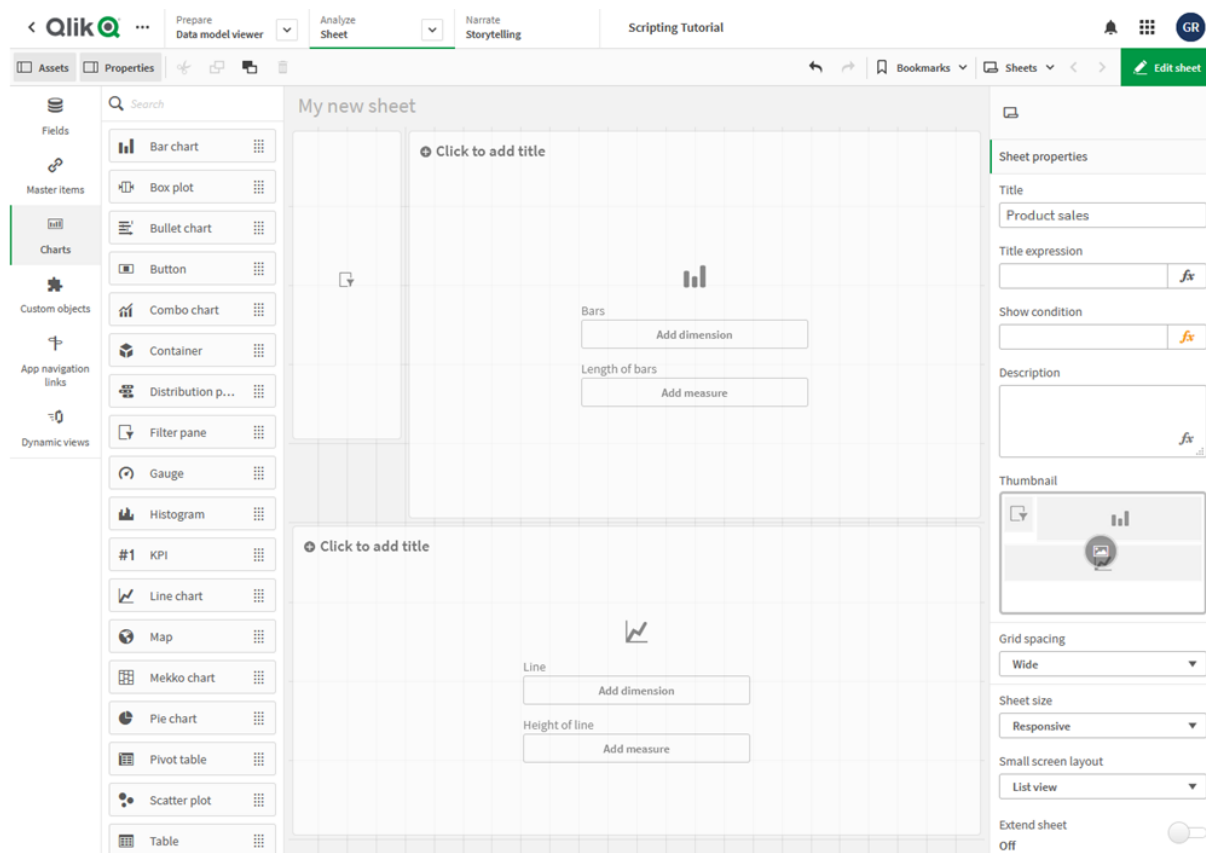 Qlik
Prepare
Data model viewer
Analyze
Sheet
Narrate
Storytelling
Scripting Tutorial
GR
Assets
Properties
Bookmarks
Sheets
Edit sheet
Fields
Master items
Charts
Custom objects
App navigation
links
Dynamic views
Search
Bar chart
Box plot
Bullet chart
Button
Combo chart
Container
Distribution p...
Filter pane
Gauge
Histogram
#1 KPI
Line chart
Map
Mekko chart
Pie chart
Pivot table
Scatter plot
Table
My new sheet
Click to add title
Bars
Add dimension
Length of bars
Add measure
Click to add title
Line
Add dimension
Height of line
Add measure
Sheet properties
Title
Product sales
Title expression
fx
Show condition
fx
Description
fx
Thumbnail
Grid spacing
Wide
Sheet size
Responsive
Small screen layout
List view
Extend sheet
Off